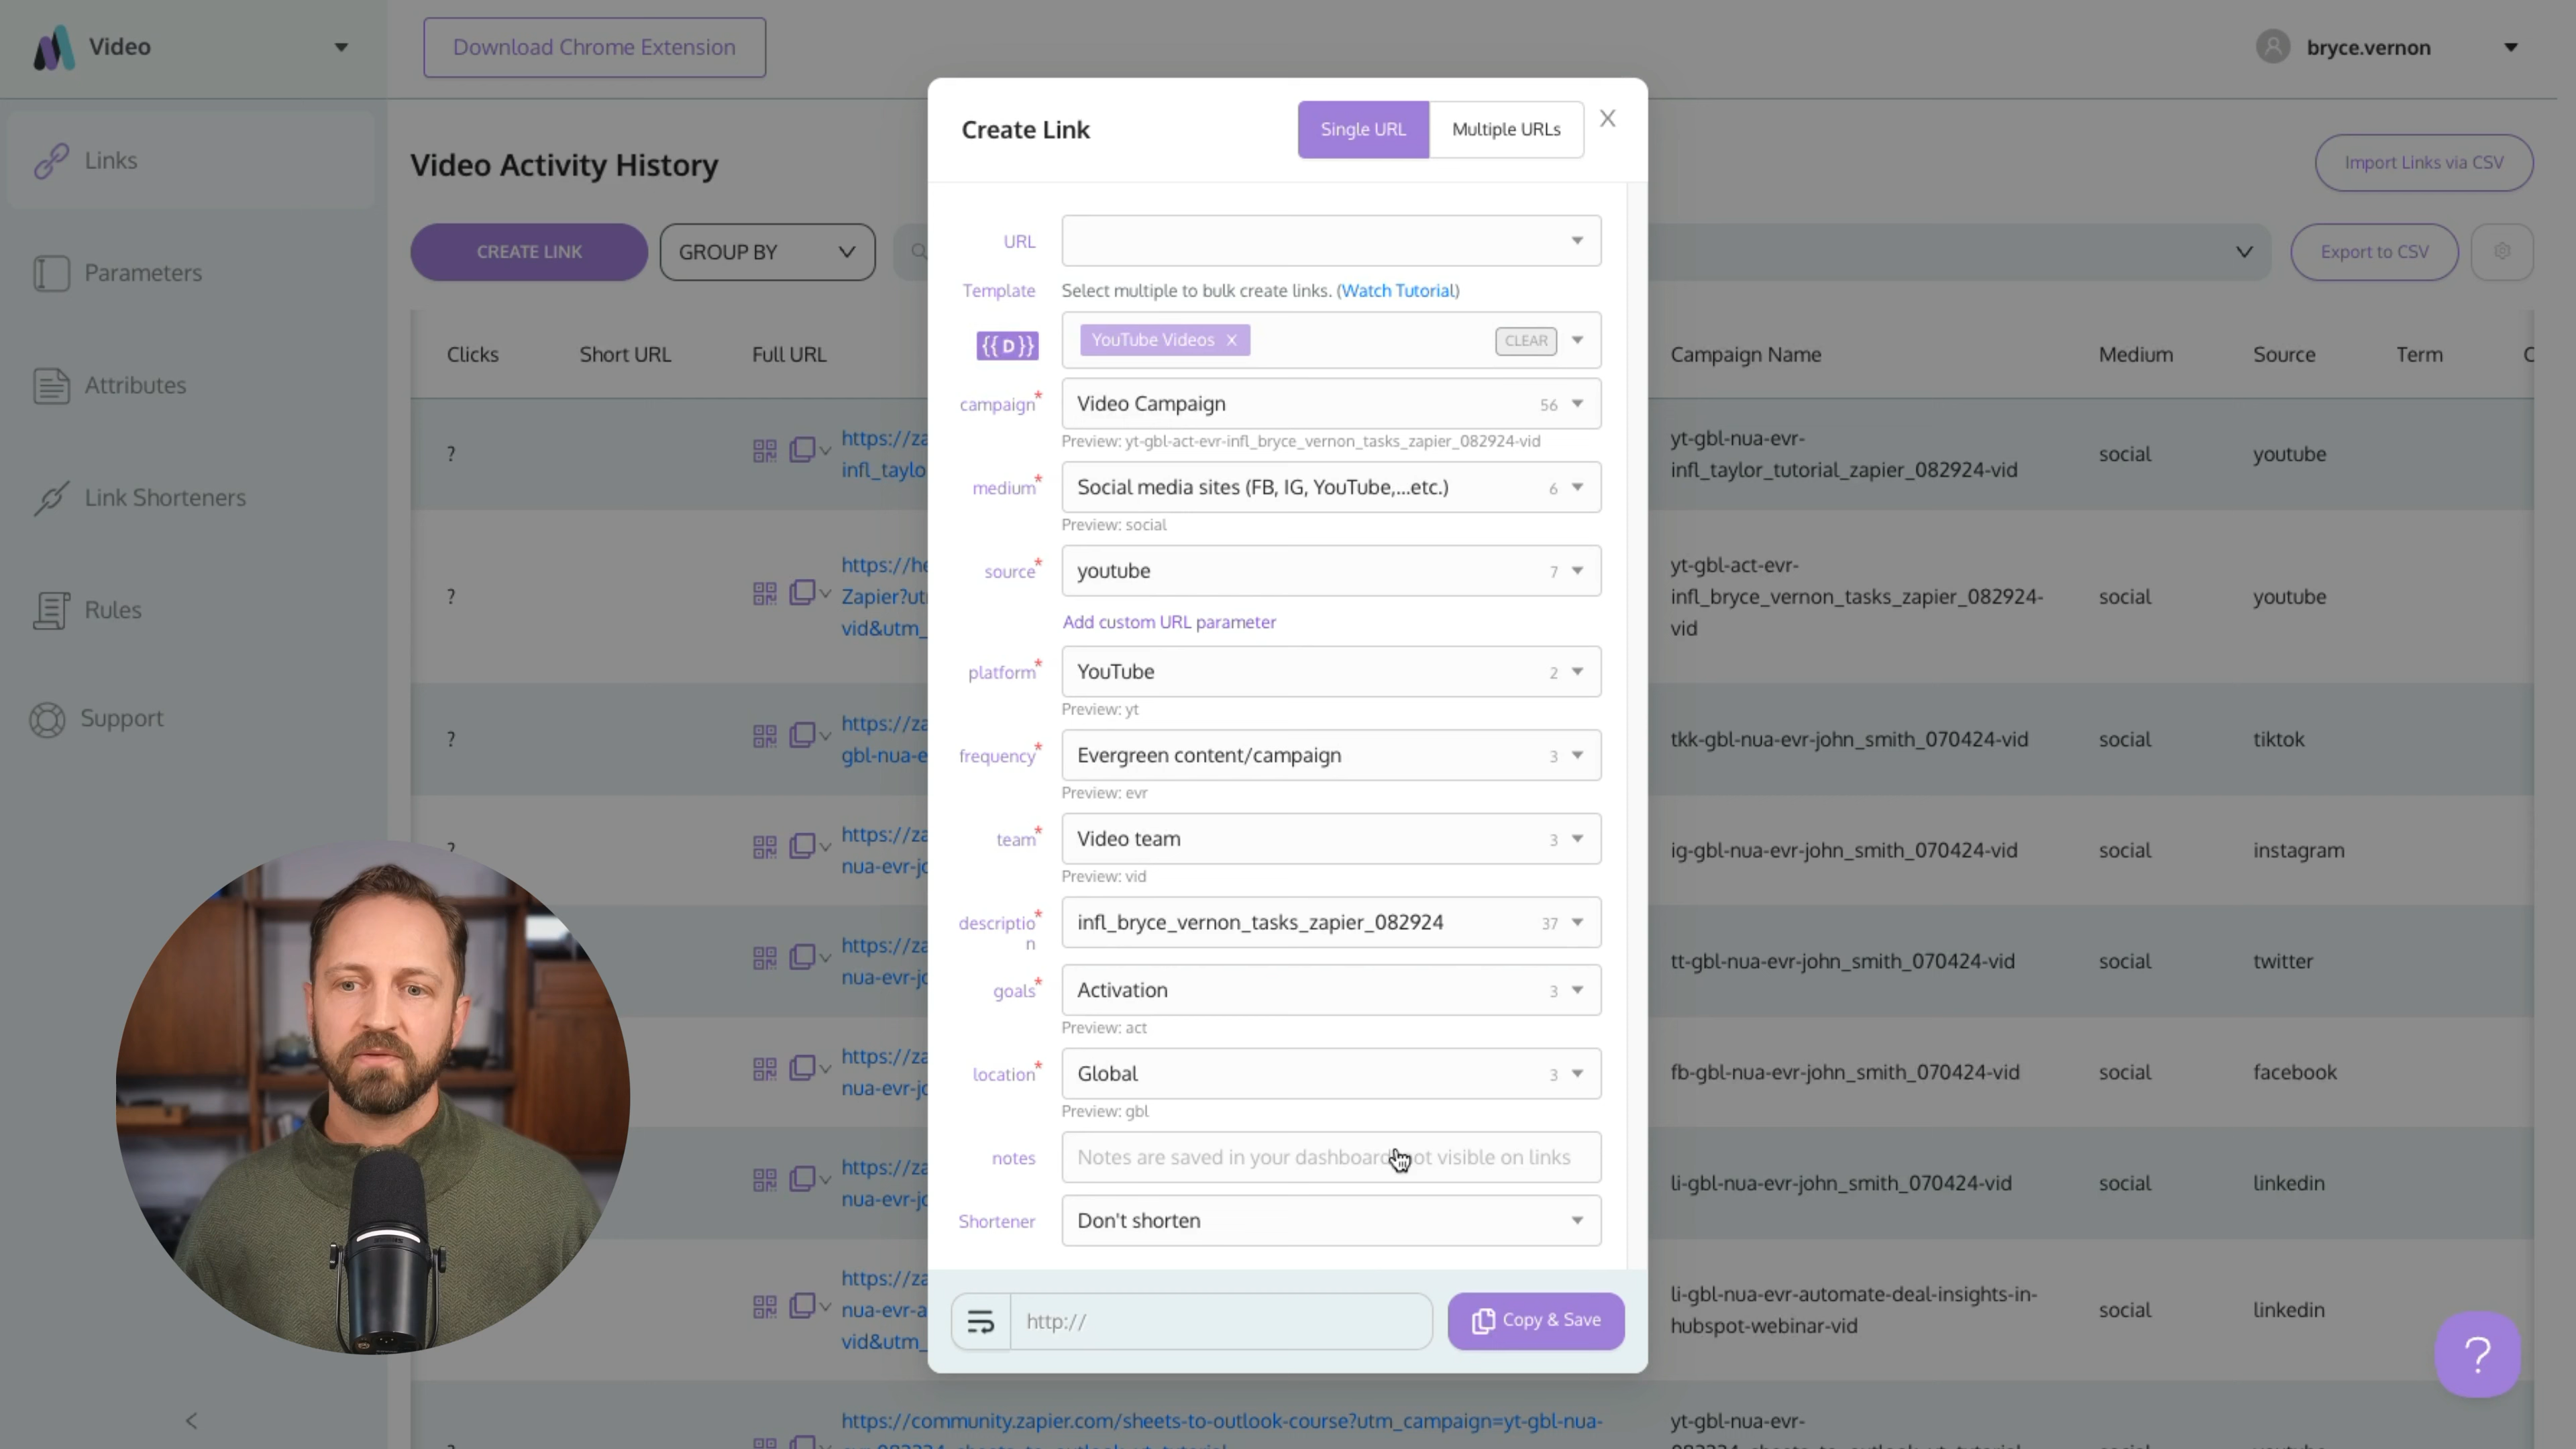 Video
Download Chrome Extension
bryce.vernon
Links
Parameters
Attributes
Link Shorteners
Rules
Support
Video Activity History
Import Links via CSV
CREATE LINK
GROUP BY
Export to CSV
Clicks
Short URL
Full URL
Campaign Name
Medium
Source
Term
C
?
https://za
infl_taylo
yt-gbl-nua-evr-
infl_taylor_tutorial_zapier_082924-vid
social
youtube
?
https://he
Zapier?ut
vid&utm_
yt-gbl-act-evr-
infl_bryce_vernon_tasks_zapier_082924-
vid
social
youtube
?
https://za
gbl-nua-e
tkk-gbl-nua-evr-john_smith_070424-vid
social
tiktok
?
https://za
nua-evr-jo
ig-gbl-nua-evr-john_smith_070424-vid
social
instagram
https://za
nua-evr-jo
tt-gbl-nua-evr-john_smith_070424-vid
social
twitter
https://za
nua-evr-jo
fb-gbl-nua-evr-john_smith_070424-vid
social
facebook
https://za
nua-evr-jo
li-gbl-nua-evr-john_smith_070424-vid
social
linkedin
https://za
nua-evr-a
vid&utm_
li-gbl-nua-evr-automate-deal-insights-in-
hubspot-webinar-vid
social
linkedin
https://community.zapier.com/sheets-to-outlook-course?utm_campaign=yt-gbl-nua-
yt-gbl-nua-evr-
Create Link
Single URL
Multiple URLs
X
URL
Template
Select multiple to bulk create links. (Watch Tutorial)
{{ D }}
YouTube Videos x
CLEAR
campaign*
Video Campaign
56
Preview: yt-gbl-act-evr-infl_bryce_vernon_tasks_zapier_082924-vid
medium*
Social media sites (FB, IG, YouTube,...etc.)
6
Preview: social
source*
youtube
7
Add custom URL parameter
platform*
YouTube
2
Preview: yt
frequency*
Evergreen content/campaign
3
Preview: evr
team*
Video team
3
Preview: vid
descriptio*
n
infl_bryce_vernon_tasks_zapier_082924
37
goals*
Activation
3
Preview: act
location*
Global
3
Preview: gbl
notes
Notes are saved in your dashboard, not visible on links
Shortener
Don't shorten
http://
Copy & Save
?